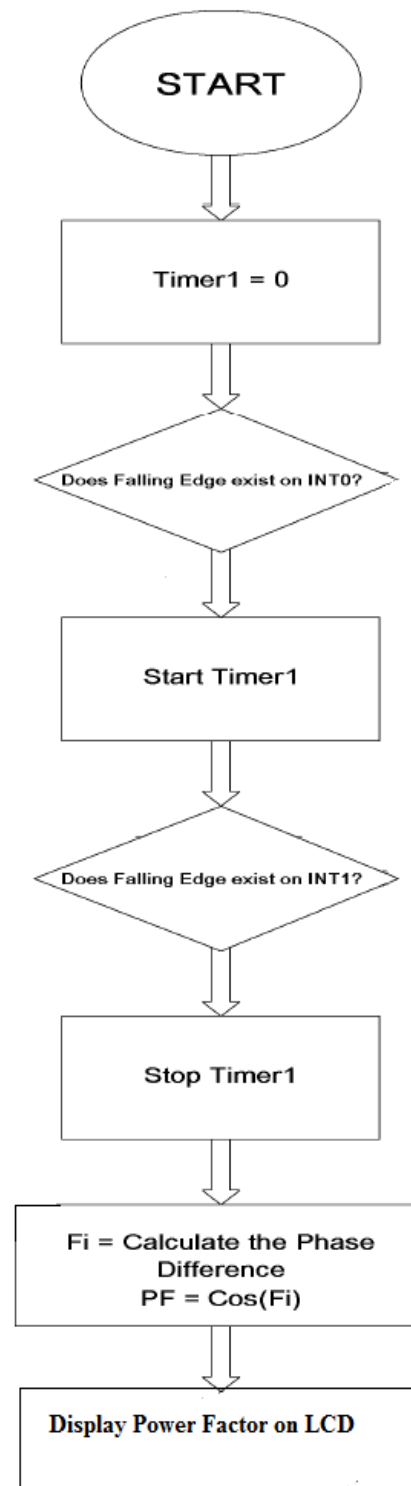 START
Timer1 = 0
Does Falling Edge exist on INT0?
Start Timer1
Does Falling Edge exist on INT1?
Stop Timer1
Fi = Calculate the Phase
Difference
PF = Cos(Fi)
Display Power Factor on LCD